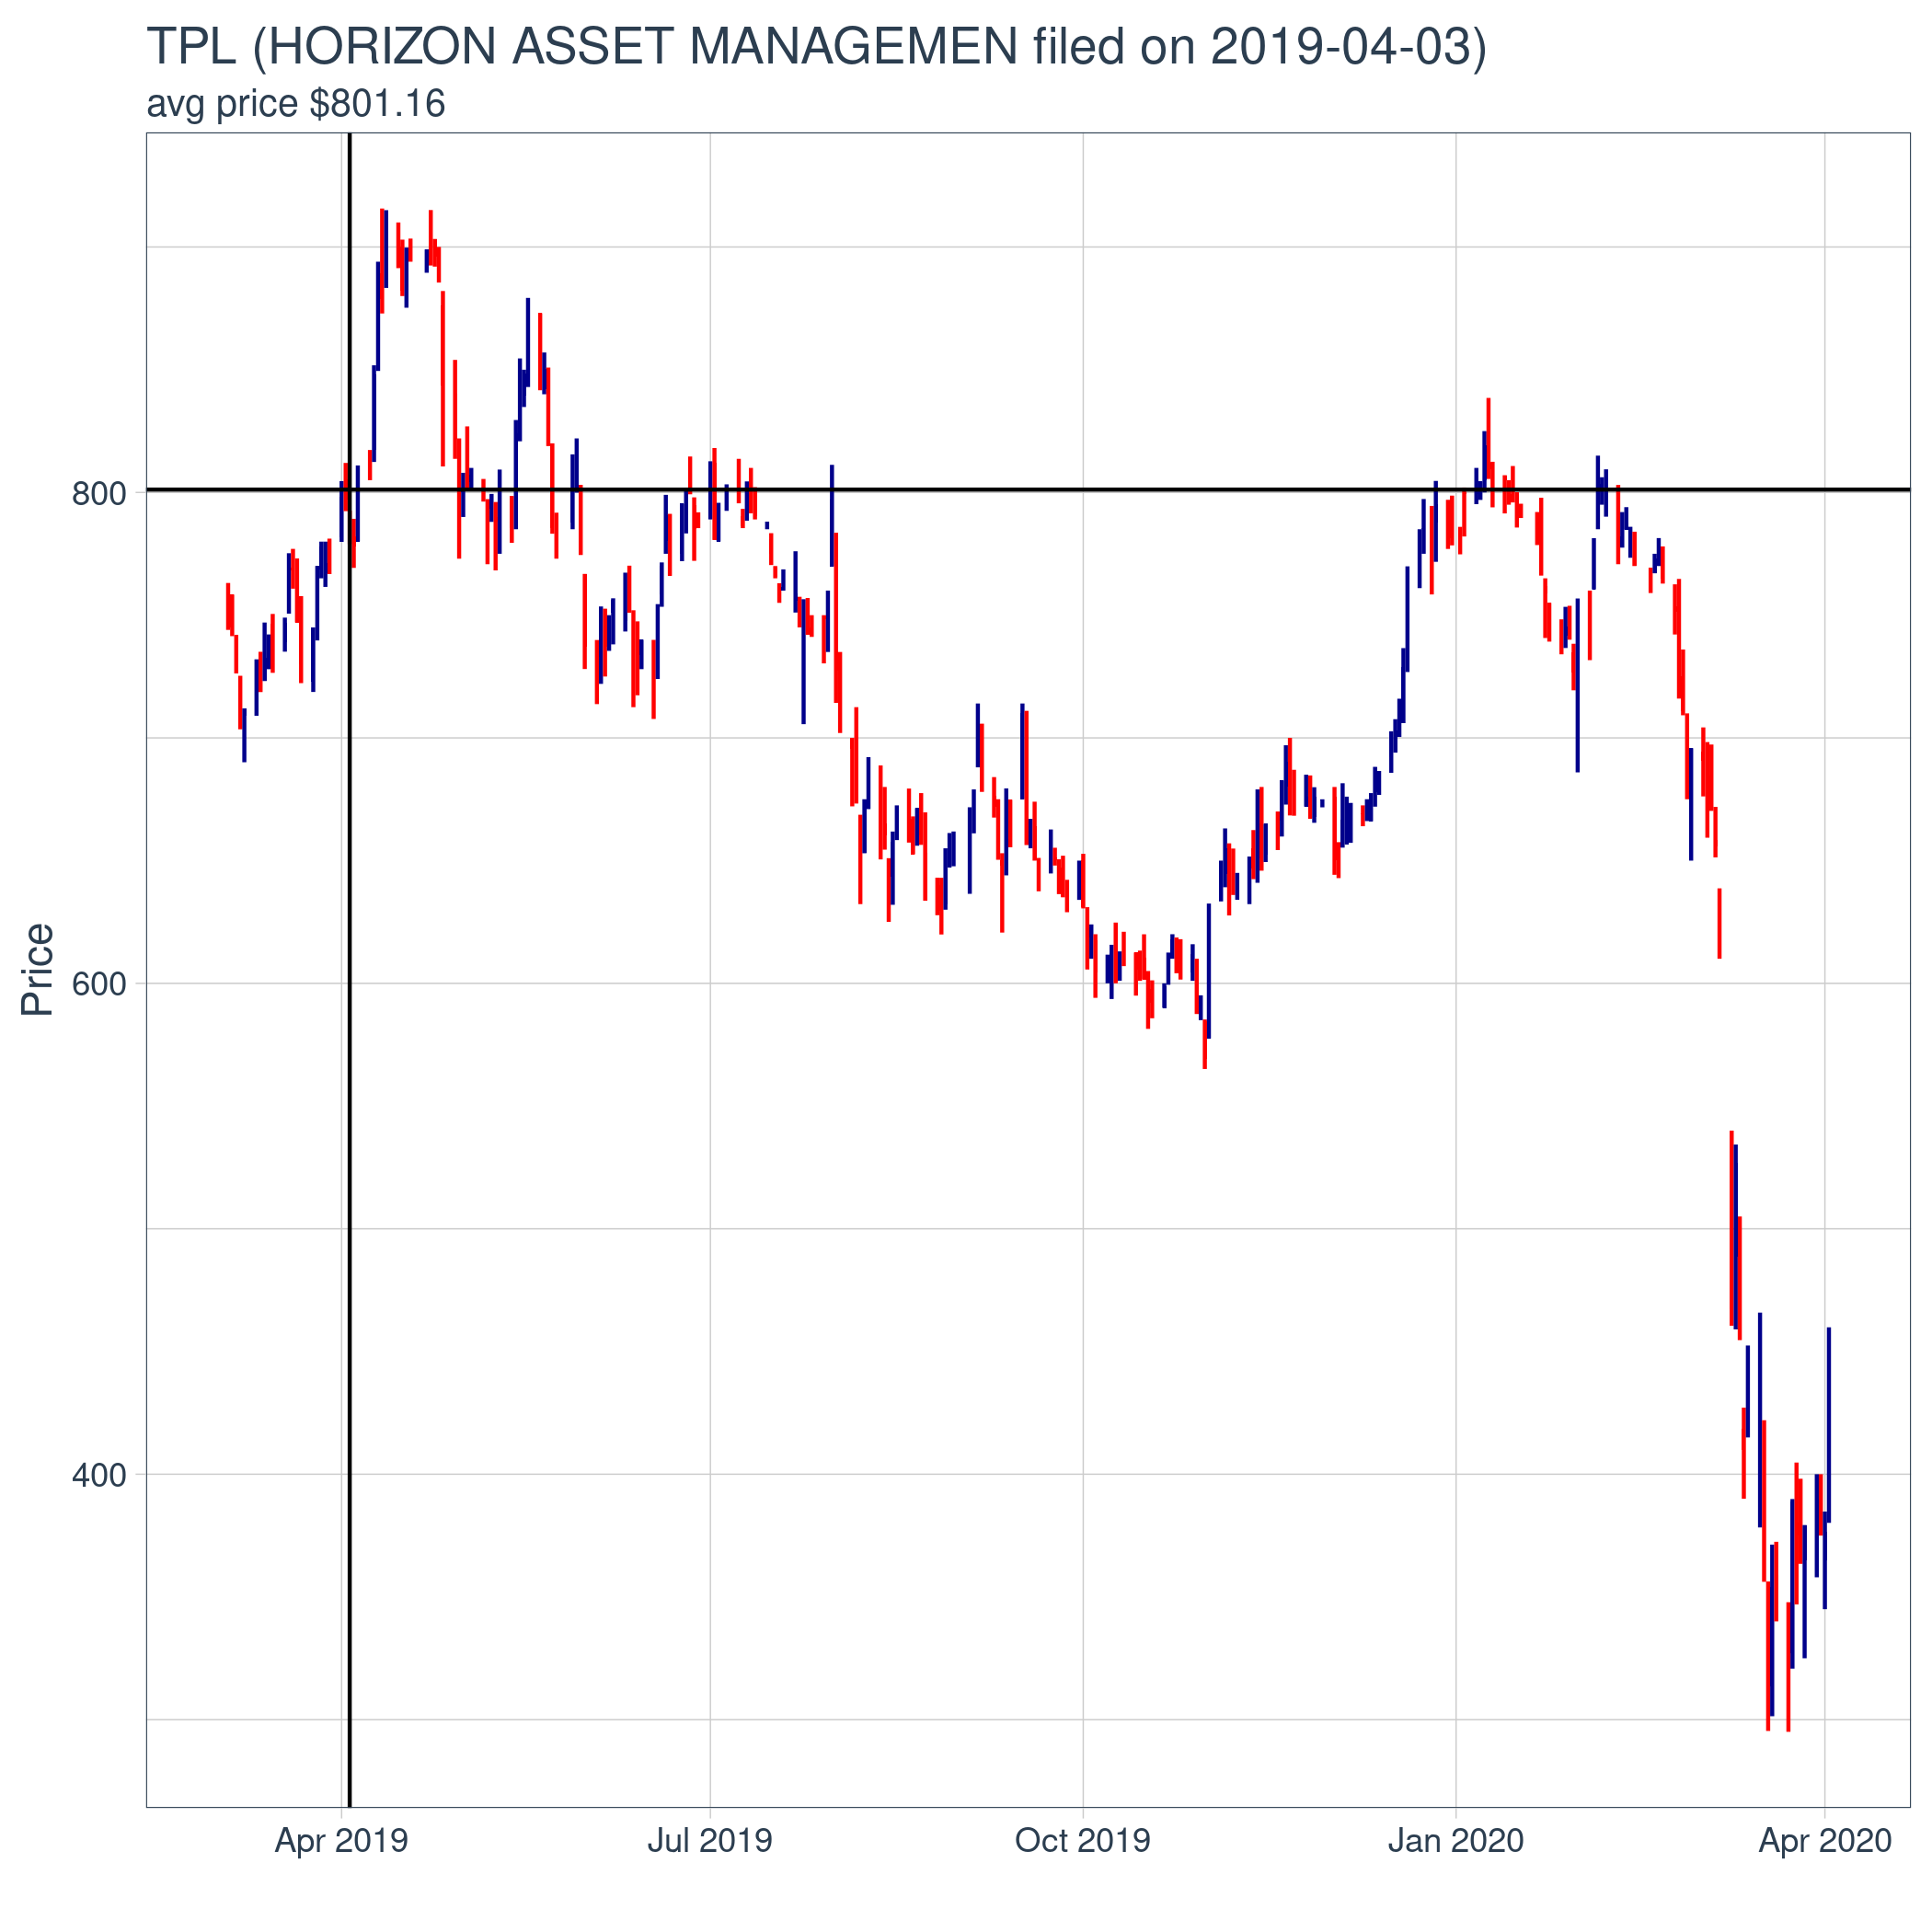 TPL (HORIZON ASSET MANAGEMEN filed on 2019-04-03)
avg price $801.16
800
600
400
Price
Apr 2019
Jul 2019
Oct 2019
Jan 2020
Apr 2020